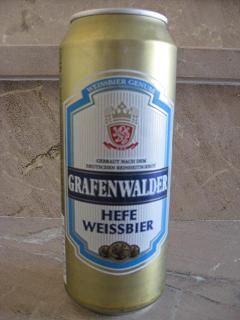 WEISSBIER GENUSS
GEBRAUT NACH DEM
DEUTSCHEN REINHEITSGEBOT
GRAFENWALDER
HEFE
WEISSBIER